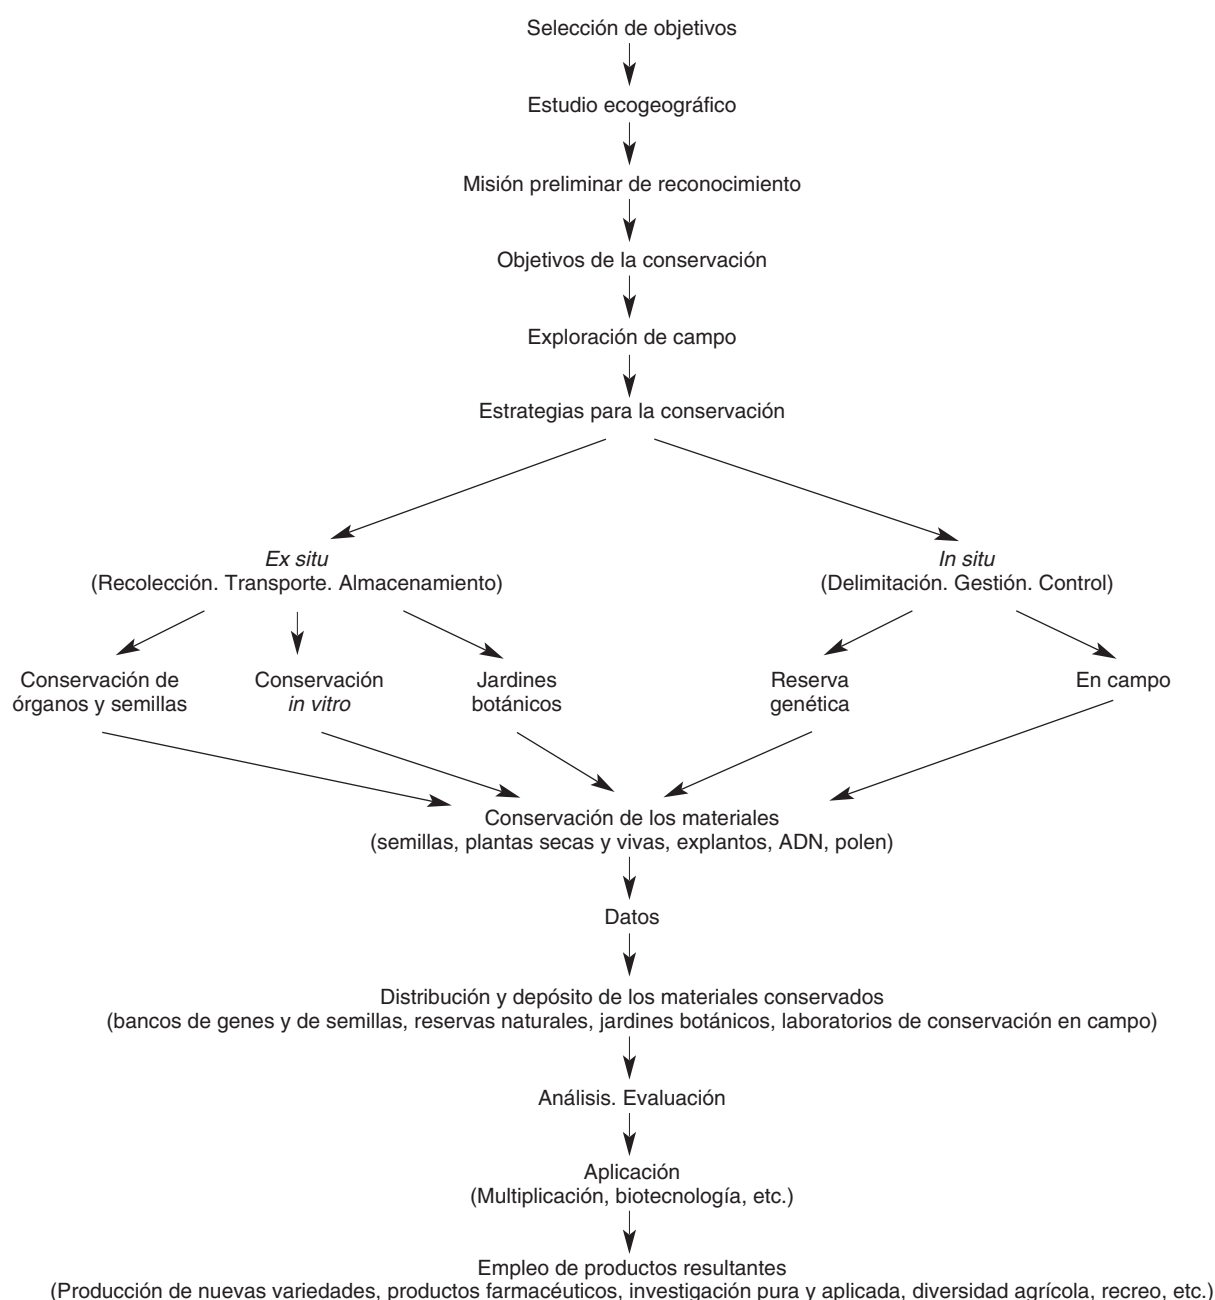 Selección de objetivos
Estudio ecogeográfico
Misión preliminar de reconocimiento
Objetivos de la conservación
Exploración de campo
Estrategias para la conservación
Ex situ
(Recolección. Transporte. Almacenamiento)
In situ
(Delimitación. Gestión. Control)
Conservación de
órganos y semillas
Conservación
in vitro
Jardines
botánicos
Reserva
genética
En campo
Conservación de los materiales
(semillas, plantas secas y vivas, explantos, ADN, polen)
Datos
Distribución y depósito de los materiales conservados
(bancos de genes y de semillas, reservas naturales, jardines botánicos, laboratorios de conservación en campo)
Análisis. Evaluación
Aplicación
(Multiplicación, biotecnología, etc.)
Empleo de productos resultantes
(Producción de nuevas variedades, productos farmacéuticos, investigación pura y aplicada, diversidad agrícola, recreo, etc.)